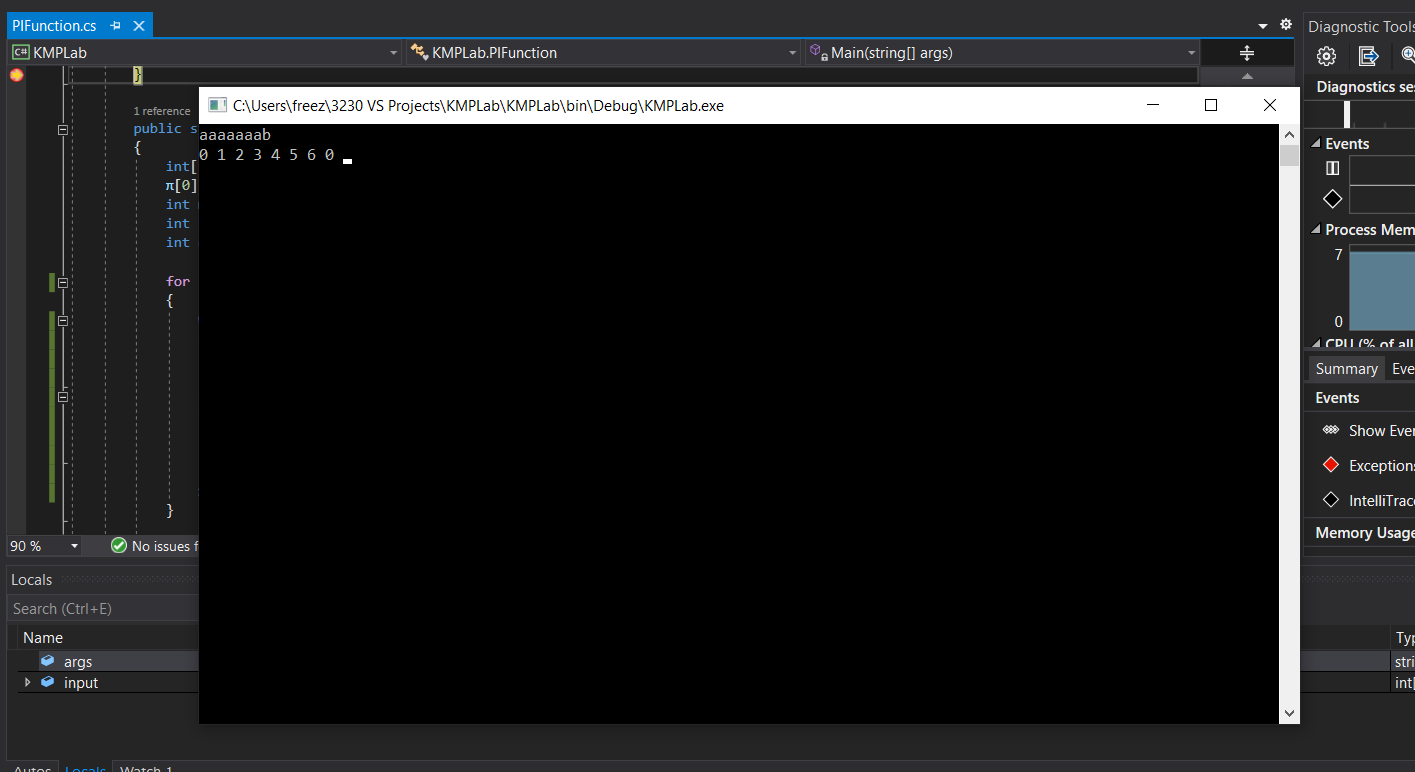 PIFunction.cs
Diagnostic Tools
C# KMPLab
KMPLab.PIFunction
Main(string[] args)
}
Diagnostics ses
1 reference
C:\Users\freez\3230 VS Projects\KMPLab\KMPLab\bin\Debug\KMPLab.exe
public s
aaaaaaab
{
0 1 2 3 4 5 6 0
int[
π[0]
int
int
int
for
{
}
Events
Process Mem
7
0
CPU (% of all
Summary Eve
Events
Show Even
Exceptions
IntelliTrace
Memory Usage
90 %
No issues f
Locals
Search (Ctrl+E)
Name
Typ
args
stri
input
int[
Autos Locals Watch 1